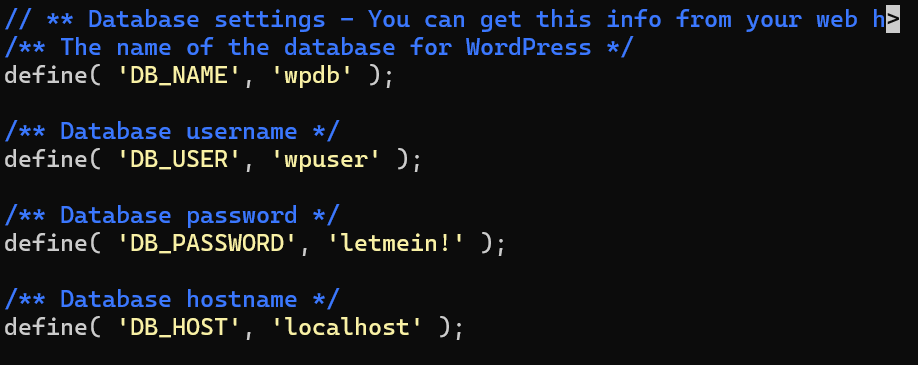 // ** Database settings - You can get this info from your web h>
/** The name of the database for WordPress */
define( 'DB_NAME', 'wpdb' );
/** Database username */
define( 'DB_USER', 'wpuser' );
/** Database password */
define( 'DB_PASSWORD', 'letmein!' );
/** Database hostname */
define( 'DB_HOST', 'localhost' );